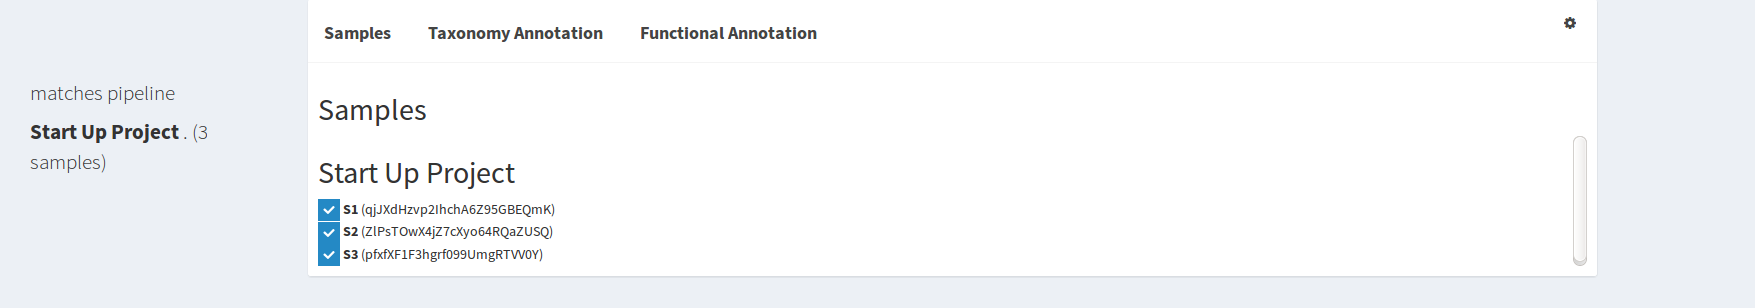 Samples Taxonomy Annotation Functional Annotation
matches pipeline
Start Up Project . (3
samples)
Samples
Start Up Project
S1 (qjJXdHzvp2IhchA6Z95GBEQmK)
S2 (ZlPsTOwX4jZ7cXyo64RQaZUSQ)
S3 (pfxfXF1F3hgrf099UmgRTVV0Y)